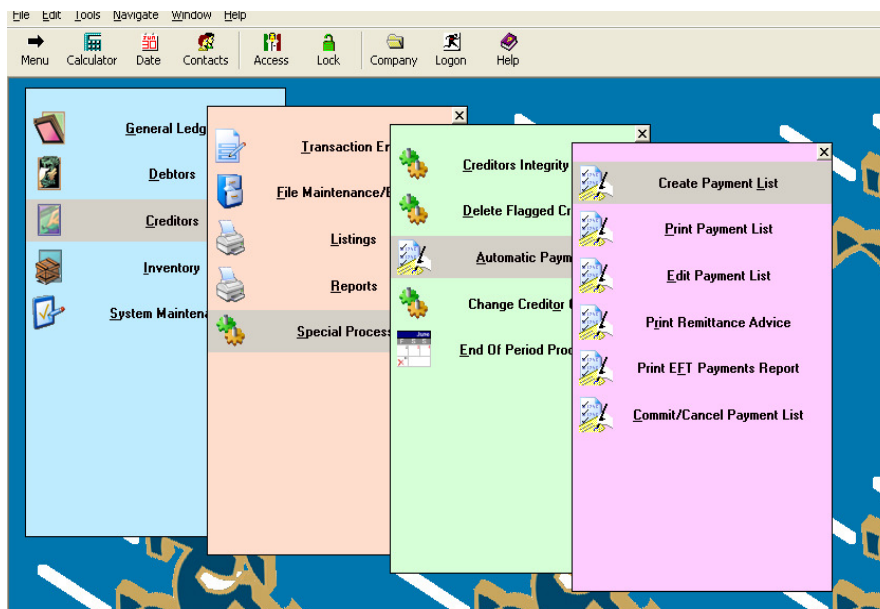 File Edit Tools Navigate Window Help
Menu Calculator Date Contacts Access Lock Company Logon Help
General Ledg
Debtors
Creditors
Inventory
System Maintena
Transaction En
File Maintenance/E
Listings
Reports
Special Process
Creditors Integrity
Delete Flagged Cr
Automatic Paym
Change Creditor
End Of Period Proc
Create Payment List
Print Payment List
Edit Payment List
Print Remittance Advice
Print EFT Payments Report
Commit/Cancel Payment List